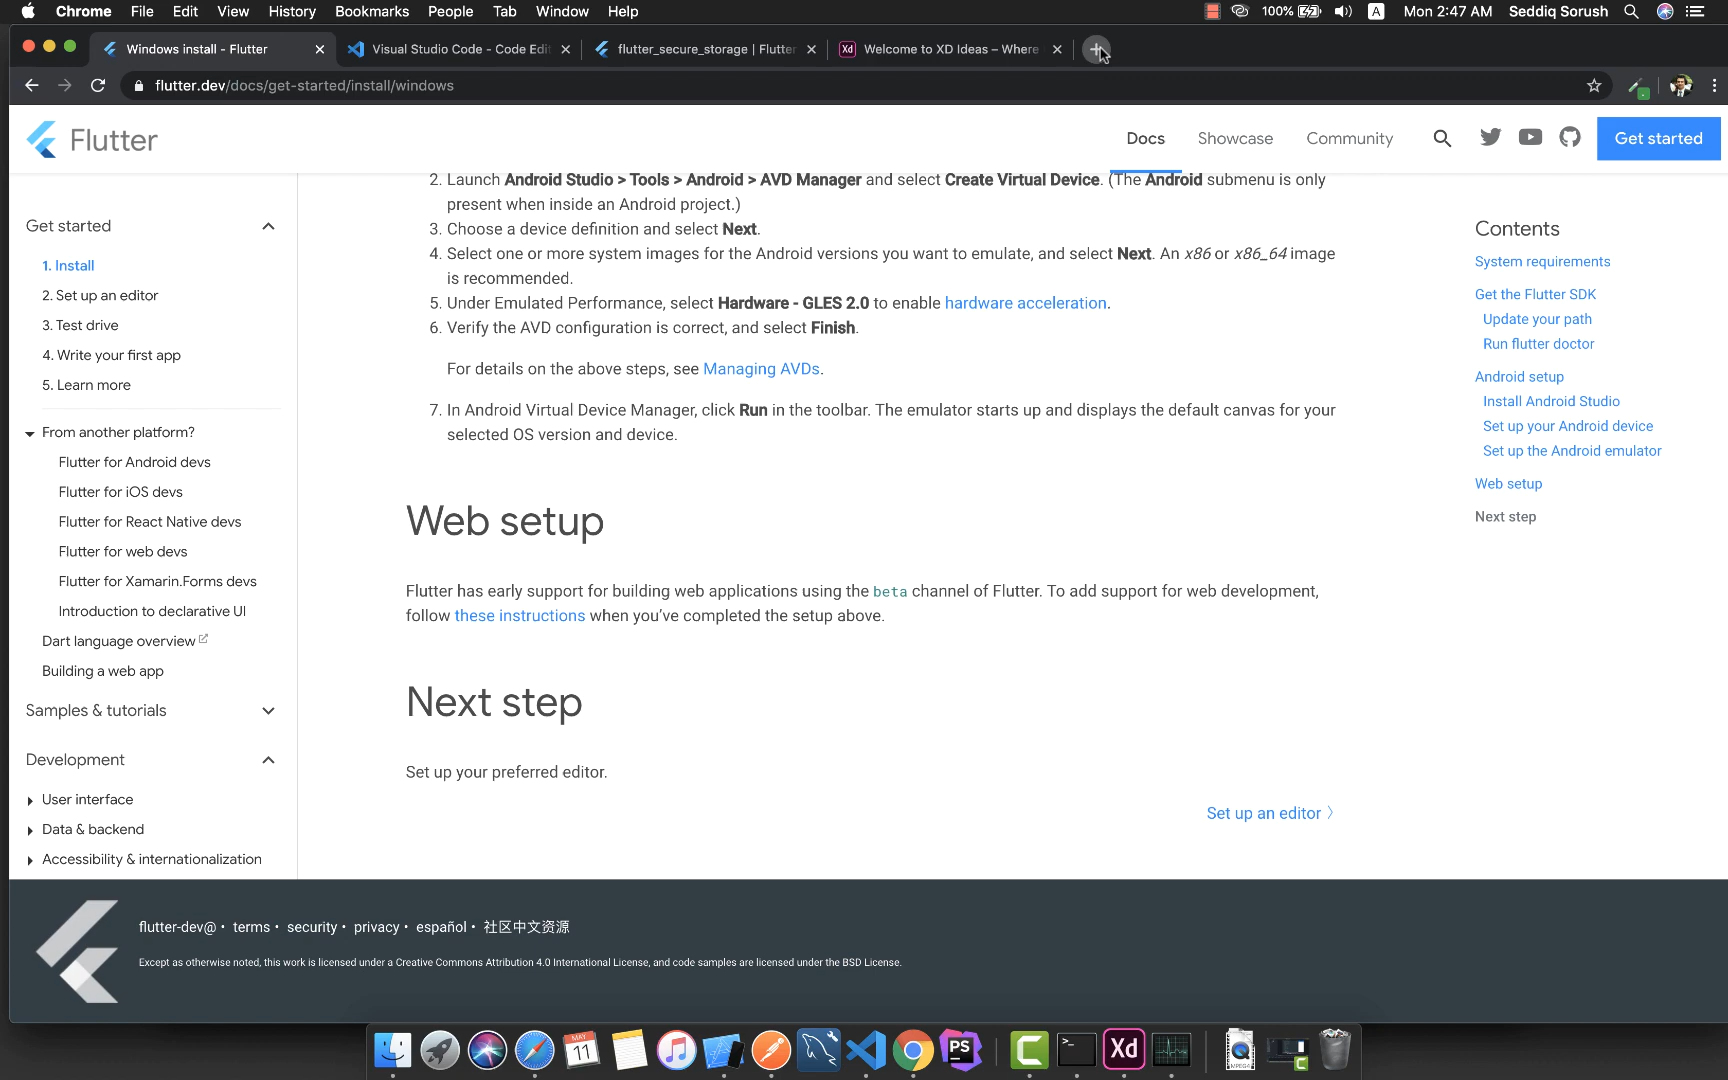 Chrome File Edit View History Bookmarks People Tab Window Help 100% A Mon 2:47 AM Seddiq Sorush
Windows install - Flutter Visual Studio Code - Code Edit flutter_secure_storage | Flutter Xd Welcome to XD Ideas – Where
flutter.dev/docs/get-started/install/windows
Flutter Docs Showcase Community Get started
Get started
1. Install
2. Set up an editor
3. Test drive
4. Write your first app
5. Learn more
From another platform?
Flutter for Android devs
Flutter for iOS devs
Flutter for React Native devs
Flutter for web devs
Flutter for Xamarin.Forms devs
Introduction to declarative UI
Dart language overview
Building a web app
Samples & tutorials
Development
User interface
Data & backend
Accessibility & internationalization
2. Launch Android Studio > Tools > Android > AVD Manager and select Create Virtual Device. (The Android submenu is only
present when inside an Android project.)
3. Choose a device definition and select Next.
4. Select one or more system images for the Android versions you want to emulate, and select Next. An x86 or x86_64 image
is recommended.
5. Under Emulated Performance, select Hardware - GLES 2.0 to enable hardware acceleration.
6. Verify the AVD configuration is correct, and select Finish.
For details on the above steps, see Managing AVDs.
7. In Android Virtual Device Manager, click Run in the toolbar. The emulator starts up and displays the default canvas for your
selected OS version and device.
Web setup
Flutter has early support for building web applications using the beta channel of Flutter. To add support for web development,
follow these instructions when you've completed the setup above.
Next step
Set up your preferred editor.
Set up an editor 〉
Contents
System requirements
Get the Flutter SDK
Update your path
Run flutter doctor
Android setup
Install Android Studio
Set up your Android device
Set up the Android emulator
Web setup
Next step
flutter-dev@ • terms • security • privacy • español • 社区中文资源
Except as otherwise noted, this work is licensed under a Creative Commons Attribution 4.0 International License, and code samples are licensed under the BSD License.
MAY
11 PS C >_ Xd MPEG4 C